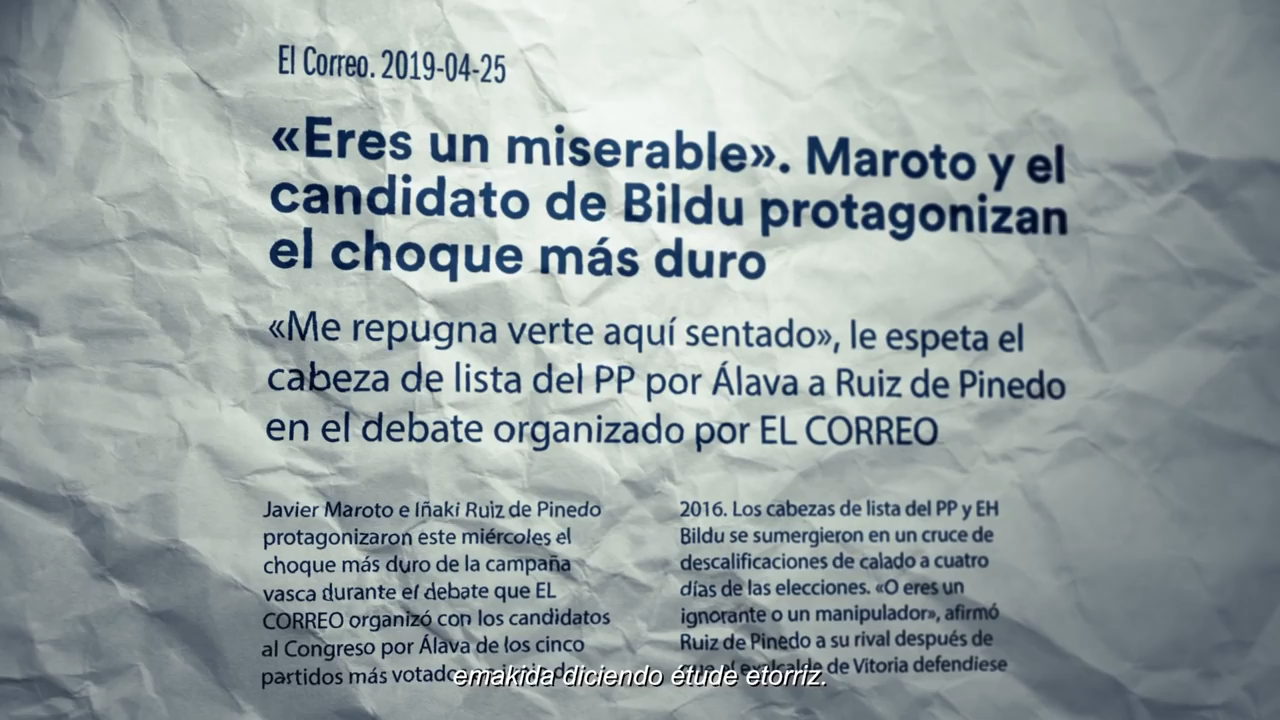 El Correo. 2019-04-25
«Eres un miserable». Maroto y el
candidato de Bildu protagonizan
el choque más duro
«Me repugna verte aquí sentado», le espeta el
cabeza de lista del PP por Álava a Ruiz de Pinedo
en el debate organizado por EL CORREO
Javier Maroto e Iñaki Ruiz de Pinedo
protagonizaron este miércoles el
choque más duro de la campaña
vasca durante el debate que EL
CORREO organizó con los candidatos
al Congreso por Álava de los cinco
partidos más
2016. Los cabezas de lista del PP y EH
Bildu se sumergieron en un cruce de
descalificaciones de calado a cuatro
días de las elecciones. «O eres un
ignorante o un manipulador», afirmó
Ruiz de Pinedo a su rival después de
de Vitoria defendiese
emakida diciendo étude etorriz.